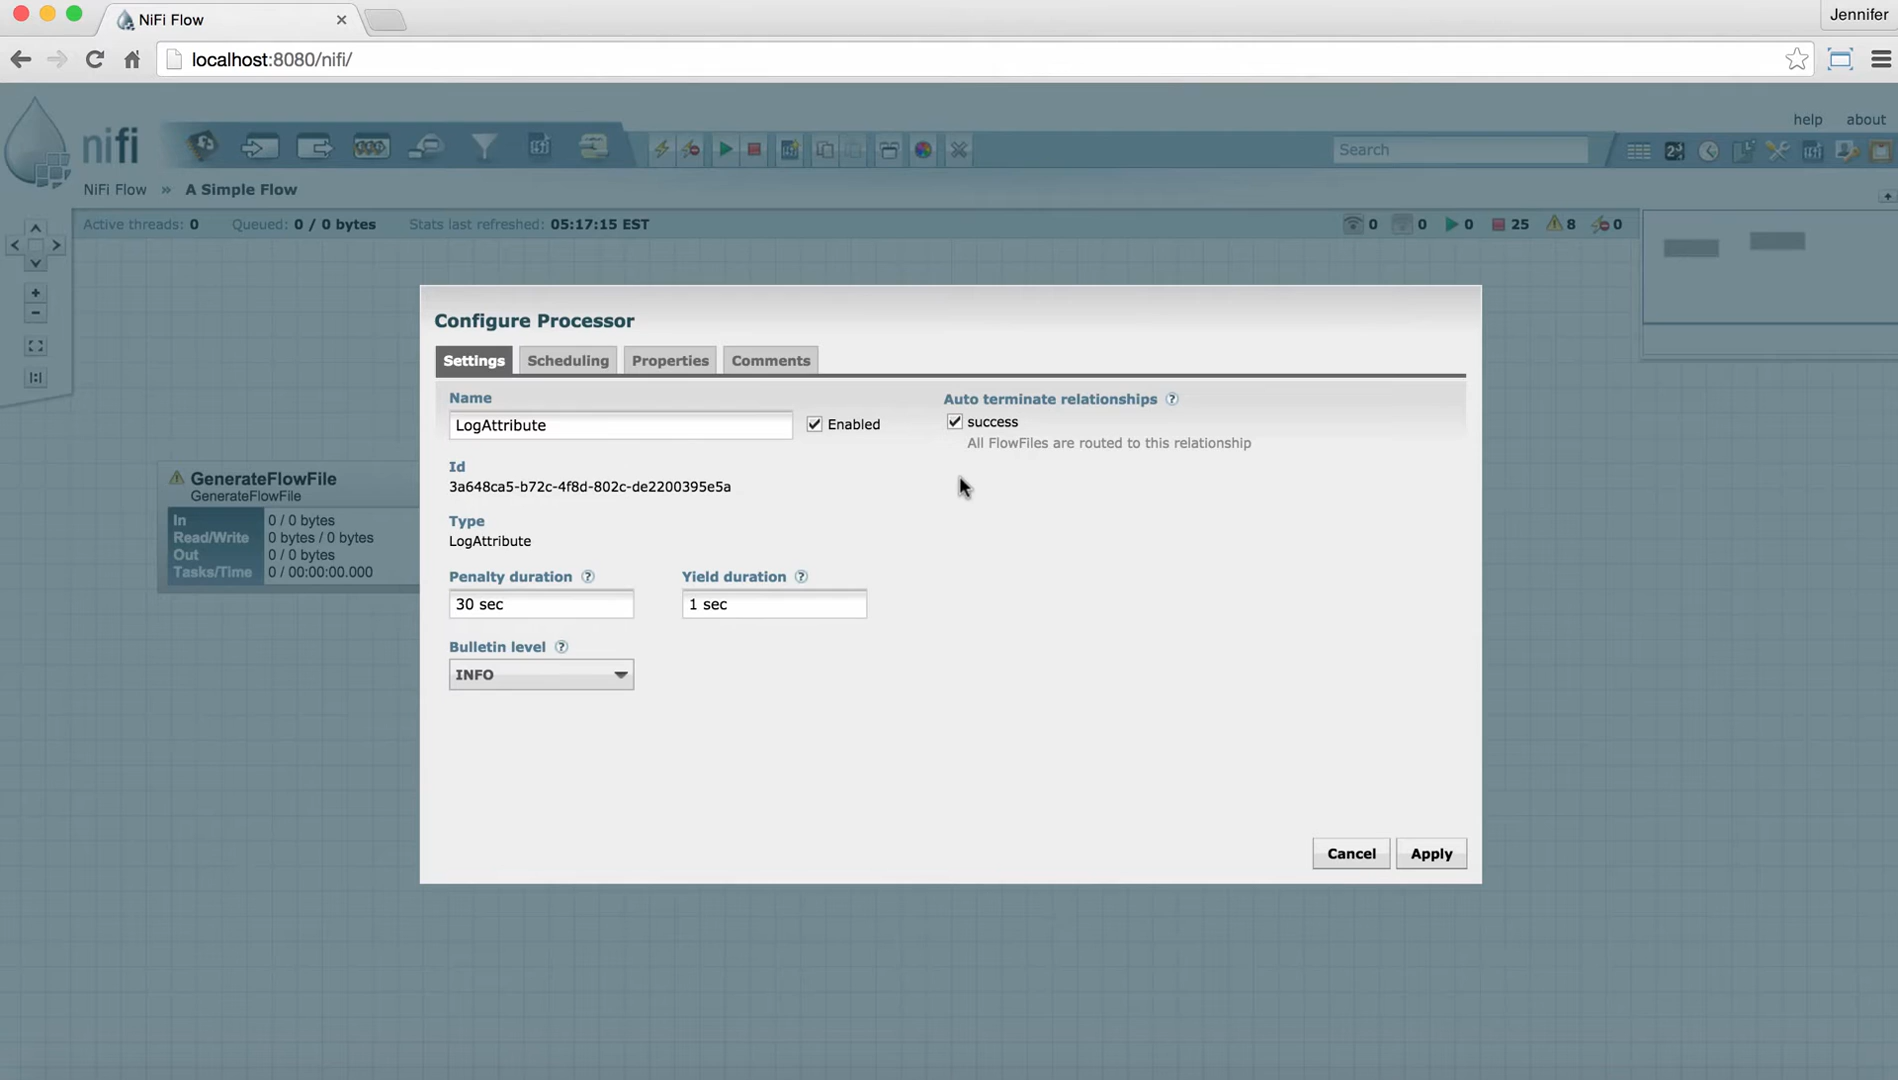 NiFi Flow
Jennifer
localhost:8080/nifi/
nifi
help about
Search
NiFi Flow » A Simple Flow
Active threads: 0 Queued: 0 / 0 bytes Stats last refreshed: 05:17:15 EST
0 0 0 25 8 0
Configure Processor
Settings Scheduling Properties Comments
Name
LogAttribute
Enabled
Auto terminate relationships
success
All FlowFiles are routed to this relationship
Id
3a648ca5-b72c-4f8d-802c-de2200395e5a
Type
LogAttribute
Penalty duration Yield duration
30 sec 1 sec
Bulletin level
INFO
Cancel Apply
GenerateFlowFile
GenerateFlowFile
In 0 / 0 bytes
Read/Write 0 bytes / 0 bytes
Out 0 / 0 bytes
Tasks/Time 0 / 00:00:00.000